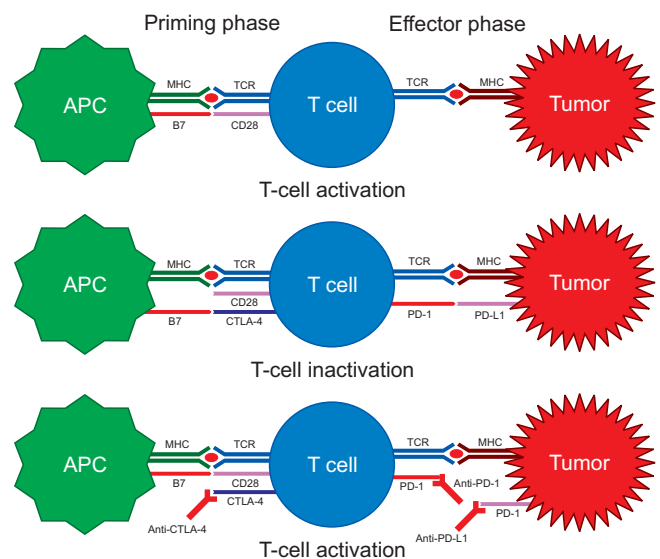 Priming phase
Effector phase
MHC
TCR
TCR
MHC
APC
T cell
Tumor
B7
CD28
T-cell activation
MHC
TCR
TCR
MHC
APC
T cell
Tumor
CD28
B7
CTLA-4
PD-1
PD-L1
T-cell inactivation
MHC
TCR
TCR
MHC
APC
T cell
Tumor
B7
CD28
PD-1
Anti-PD-1
CTLA-4
PD-1
Anti-CTLA-4
Anti-PD-L1
T-cell activation